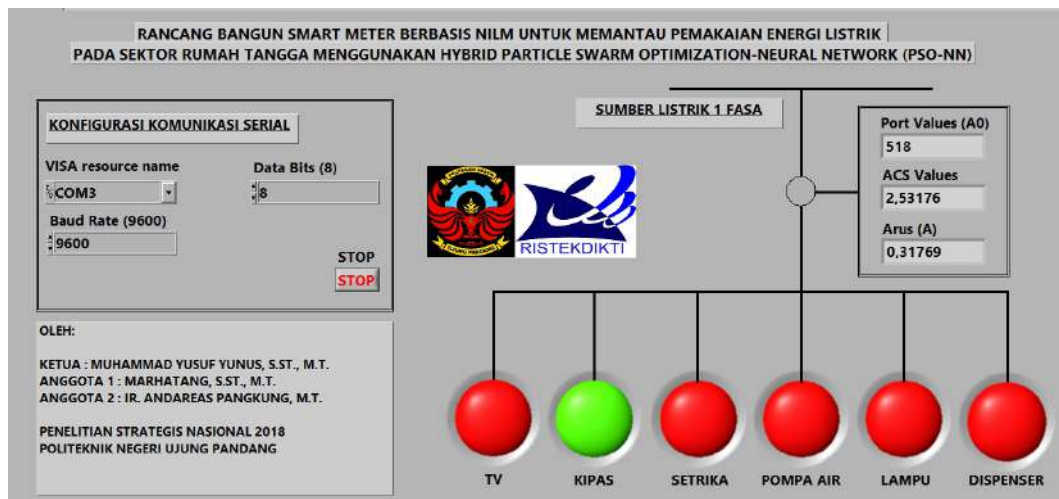 RANCANG BANGUN SMART METER BERBASIS NILM UNTUK MEMANTAU PEMAKAIAN ENERGI LISTRIK
PADA SEKTOR RUMAH TANGGA MENGGUNAKAN HYBRID PARTICLE SWARM OPTIMIZATION-NEURAL NETWORK (PSO-NN)
KONFIGURASI KOMUNIKASI SERIAL
VISA resource name
COM3
Data Bits (8)
8
Baud Rate (9600)
9600
STOP
STOP
SUMBER LISTRIK 1 FASA
Port Values (A0)
518
ACS Values
2,53176
Arus (A)
0,31769
UJUNG PANDANG
RISTEKDIKTI
OLEH:
KETUA : MUHAMMAD YUSUF YUNUS, S.ST., M.T.
ANGGOTA 1 : MARHATANG, S.ST., M.T.
ANGGOTA 2 : IR. ANDAREAS PANGKUNG, M.T.
PENELITIAN STRATEGIS NASIONAL 2018
POLITEKNIK NEGERI UJUNG PANDANG
TV
KIPAS
SETRIKA
POMPA AIR
LAMPU
DISPENSER